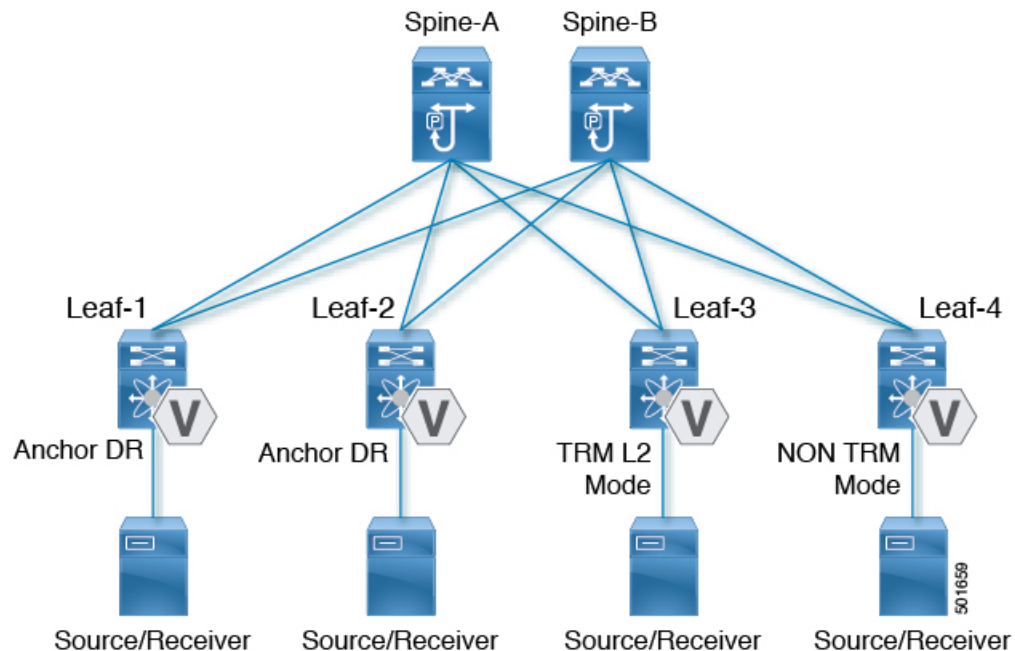 Spine-A
Spine-B
P
P
Leaf-1
Leaf-2
Leaf-3
Leaf-4
V
V
V
V
Anchor DR
Anchor DR
TRM L2
Mode
NON TRM
Mode
501659
Source/Receiver
Source/Receiver
Source/Receiver
Source/Receiver